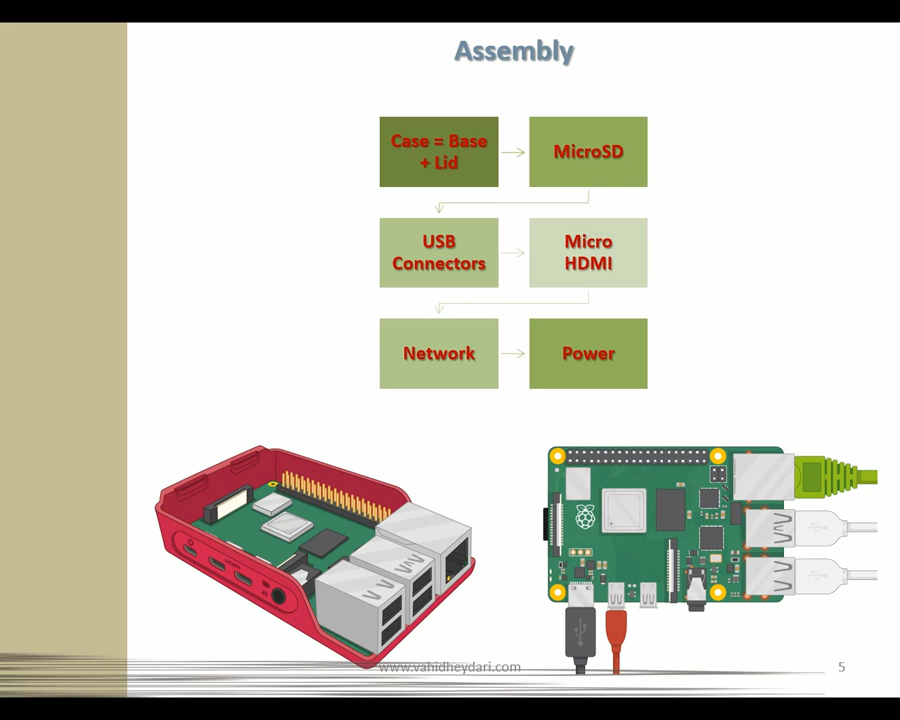 Assembly
Case = Base
+ Lid
MicroSD
USB
Connectors
Micro
HDMI
Network
Power
www.vahidheydari.com
5